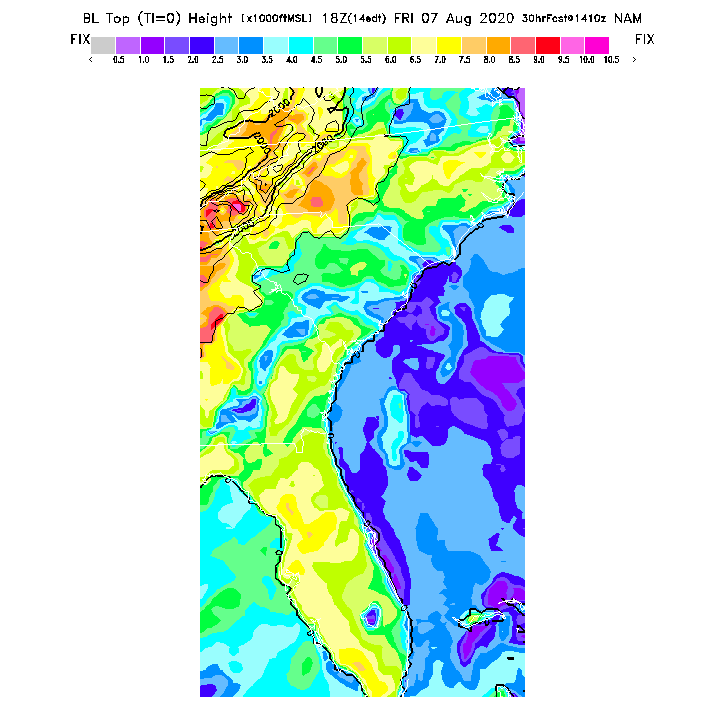 BL Top (TI=0) Height [x1000ftMSL] 18Z(14edt) FRI 07 Aug 2020 30hrFcst@1410z NAM
FIX FIX
< 0.5 1.0 1.5 2.0 2.5 3.0 3.5 4.0 4.5 5.0 5.5 6.0 6.5 7.0 7.5 8.0 8.5 9.0 9.5 10.0 10.5 >
2000
2000
2000